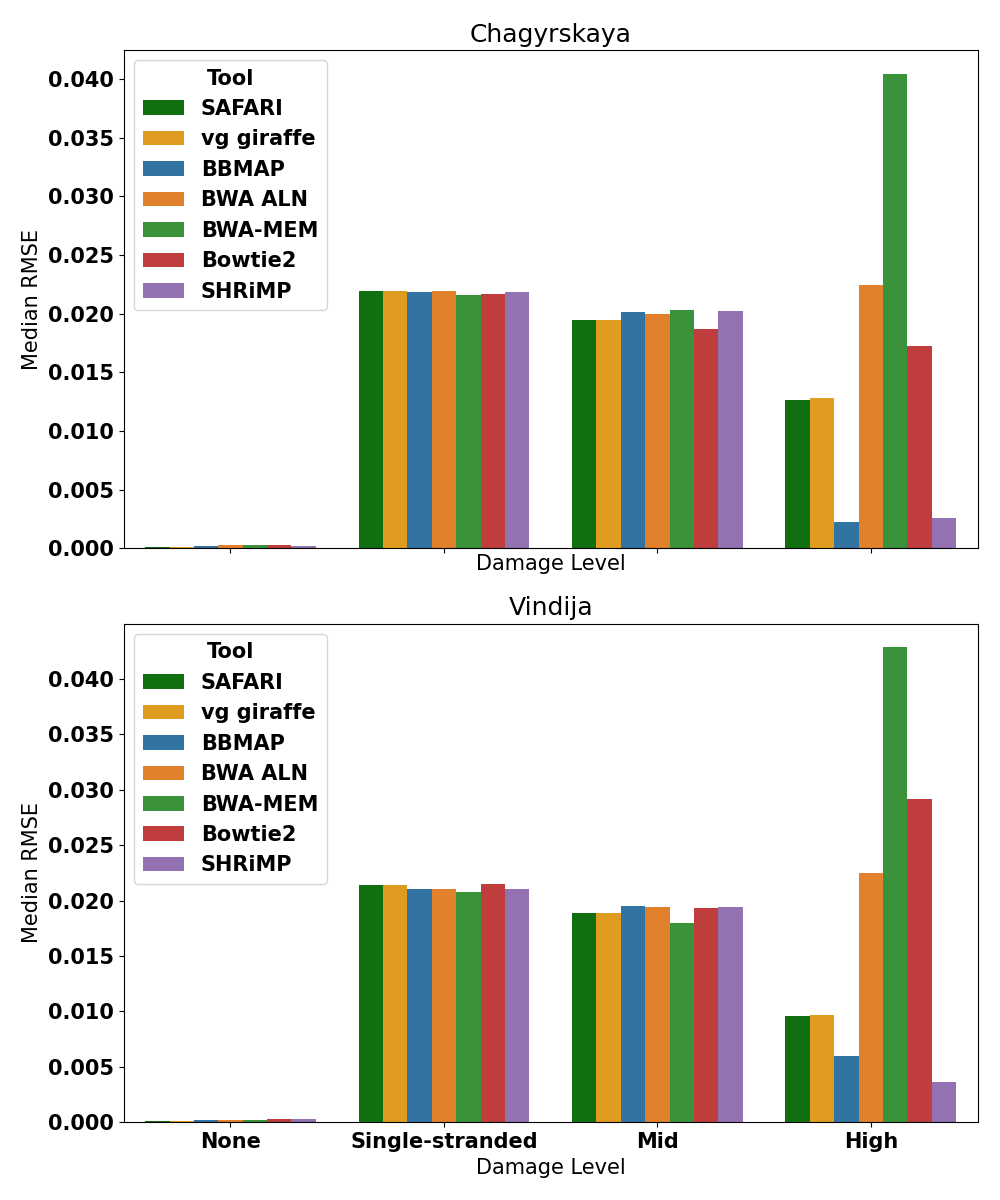 Chagyrskaya
Median RMSE
0.040
0.035
0.030
0.025
0.020
0.015
0.010
0.005
0.000
Tool
SAFARI
vg giraffe
BBMAP
BWA ALN
BWA-MEM
Bowtie2
SHRiMP
Damage Level
Vindija
Median RMSE
0.040
0.035
0.030
0.025
0.020
0.015
0.010
0.005
0.000
Tool
SAFARI
vg giraffe
BBMAP
BWA ALN
BWA-MEM
Bowtie2
SHRiMP
None Single-stranded Mid High
Damage Level